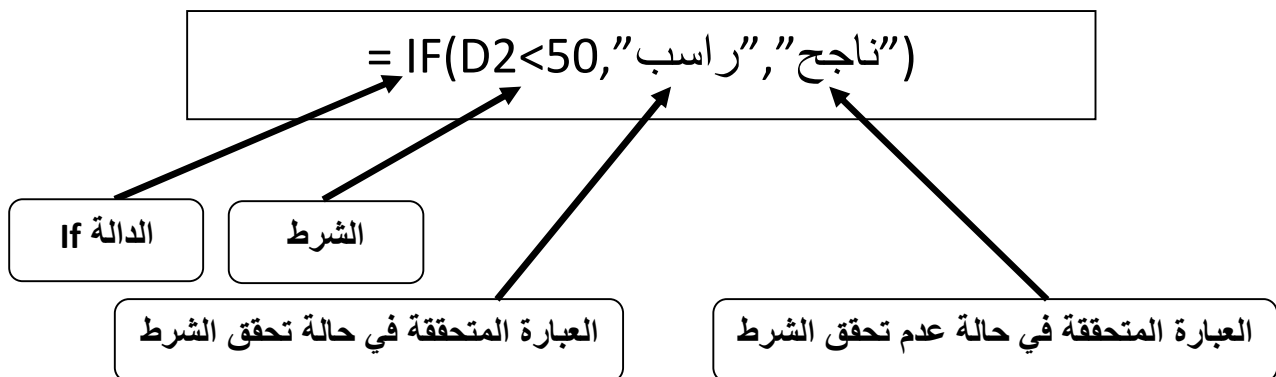 = IF(D2<50,”راسب”,”ناجح”)
الدالة If
الشرط
العبارة المتحققة في حالة تحقق الشرط
العبارة المتحققة في حالة عدم تحقق الشرط